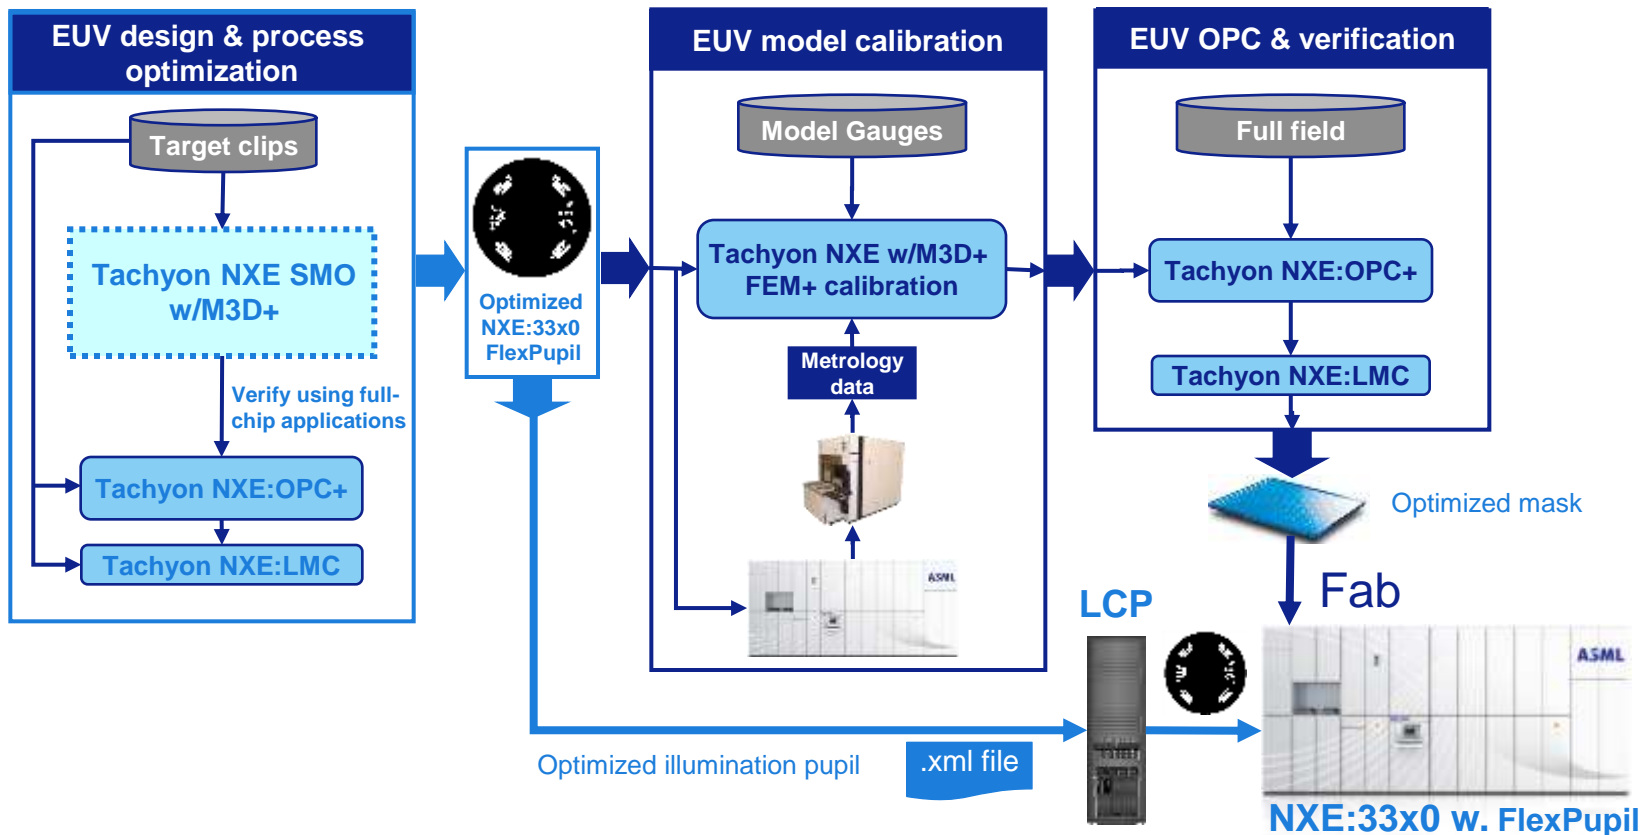 EUV design & process
optimization
Target clips
Tachyon NXE SMO
w/M3D+
Verify using full-
chip applications
Tachyon NXE:OPC+
Tachyon NXE:LMC
Optimized
NXE:33x0
FlexPupil
EUV model calibration
Model Gauges
Tachyon NXE w/M3D+
FEM+ calibration
Metrology
data
ASML
EUV OPC & verification
Full field
Tachyon NXE:OPC+
Tachyon NXE:LMC
Optimized mask
Fab
LCP
ASML
Optimized illumination pupil
.xml file
NXE:33x0 w. FlexPupil